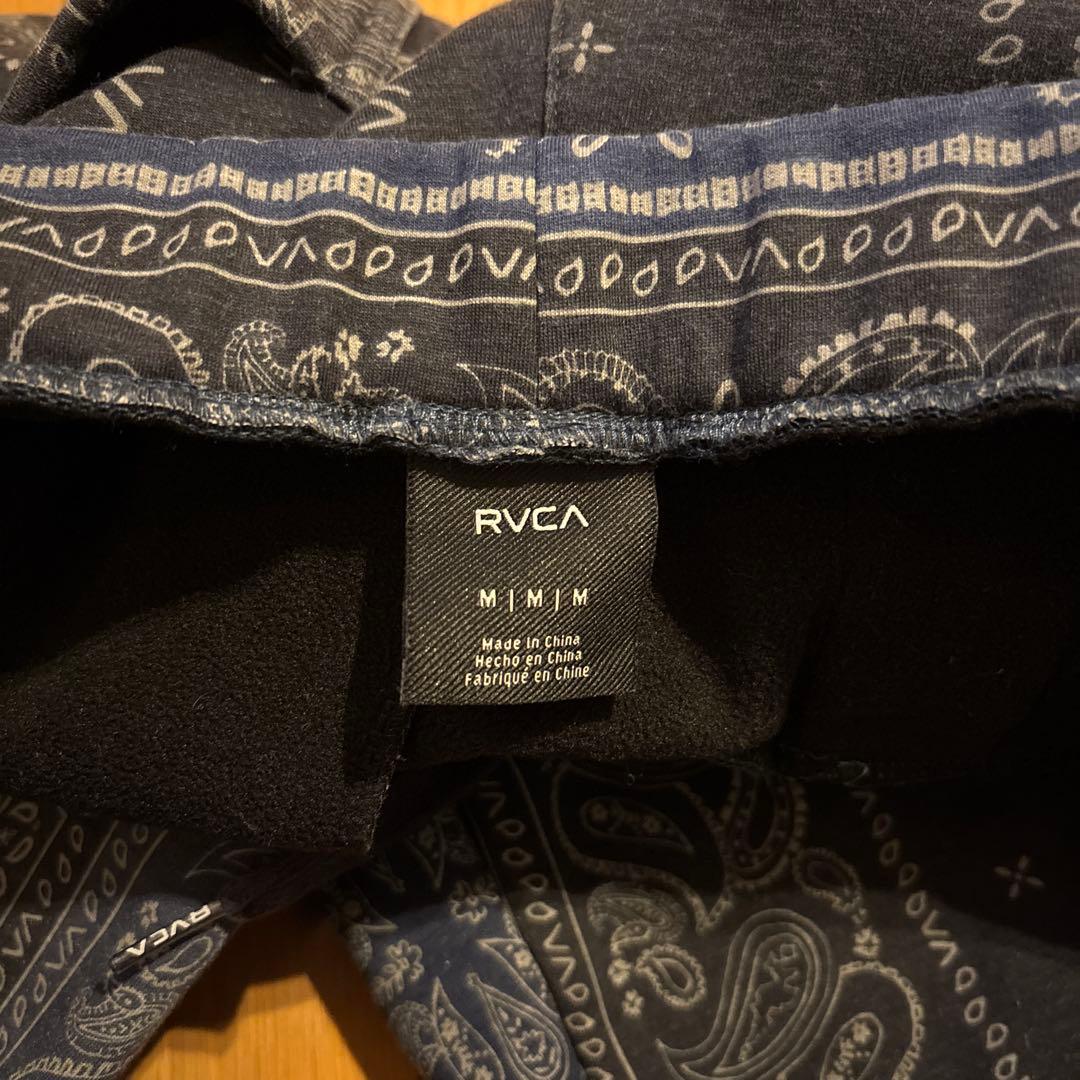 RVCA
M | M | M
Made In China
Hecho en China
Fabriqué en Chine
RVCA